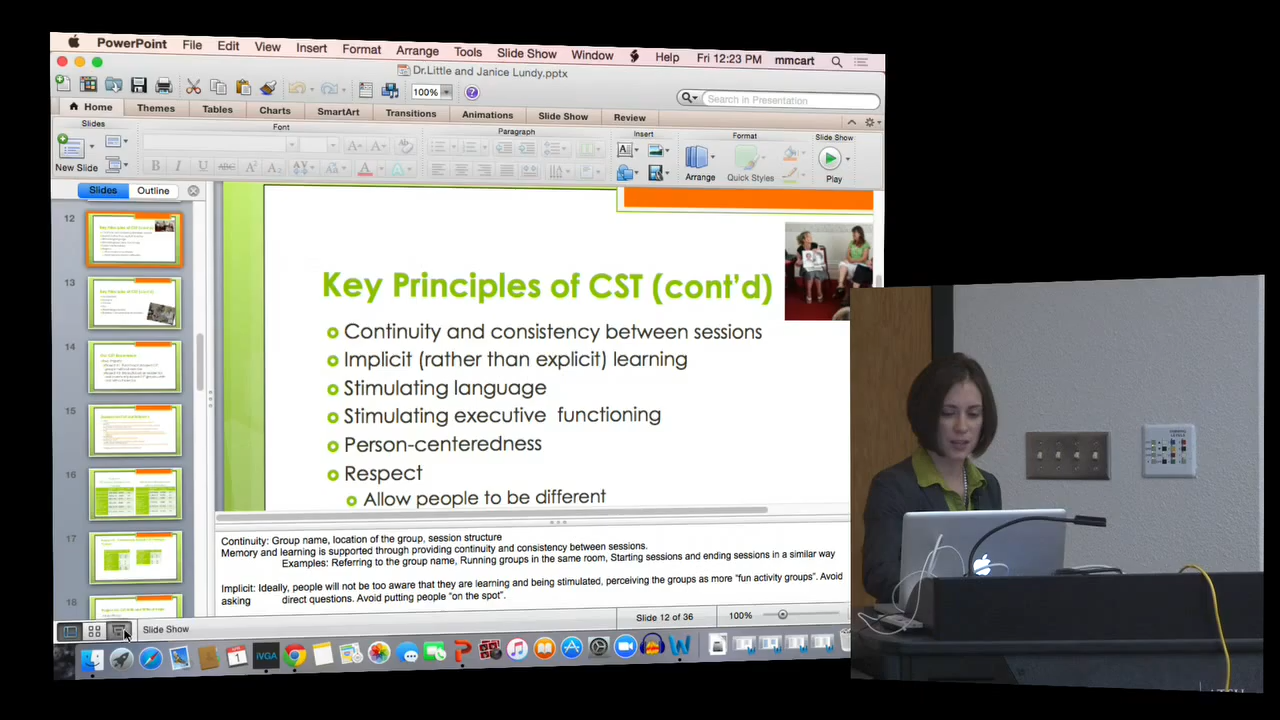 PowerPoint File Edit View Insert Format Arrange Tools Slide Show Window Help Fri 12:23 PM mmcart
Dr.Little and Janice Lundy.pptx
100%
Search in Presentation
Home Themes Tables Charts SmartArt Transitions Animations Slide Show Review
Slides Font Paragraph Insert Format Slide Show
New Slide
B I U ABC A² A₂
Arrange Quick Styles Play
Slides Outline
12
13
14
15
16
17
18
Key Principles of CST (cont'd)
Continuity and consistency between sessions
Implicit (rather than explicit) learning
Stimulating language
Stimulating executive functioning
Person-centeredness
Respect
Allow people to be different
Continuity: Group name, location of the group, session structure
Memory and learning is supported through providing continuity and consistency between sessions.
Examples: Referring to the group name, Running groups in the same room, Starting sessions and ending sessions in a similar way
Implicit: Ideally, people will not be too aware that they are learning and being stimulated, perceiving the groups as more "fun activity groups". Avoid
asking direct questions. Avoid putting people "on the spot".
Slide Show Slide 12 of 36 100%
iVGA